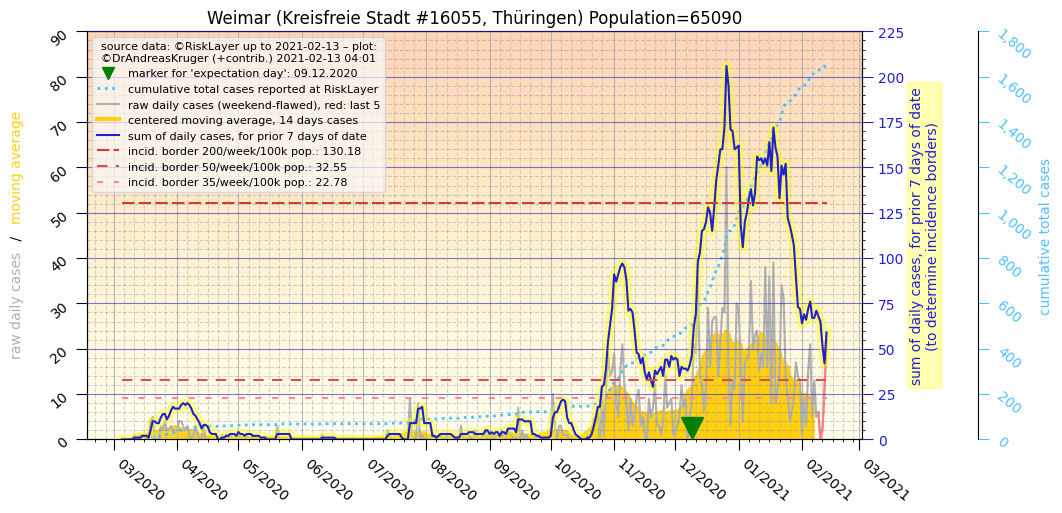 Weimar (Kreisfreie Stadt #16055, Thüringen) Population=65090
source data: ©RiskLayer up to 2021-02-13 – plot:
©DrAndreasKruger (+contrib.) 2021-02-13 04:01
marker for 'expectation day': 09.12.2020
cumulative total cases reported at RiskLayer
raw daily cases (weekend-flawed), red: last 5
centered moving average, 14 days cases
sum of daily cases, for prior 7 days of date
incid. border 200/week/100k pop.: 130.18
incid. border 50/week/100k pop.: 32.55
incid. border 35/week/100k pop.: 22.78
raw daily cases / moving average
90
80
70
60
50
40
30
20
10
0
225
200
175
150
125
100
75
50
25
0
sum of daily cases, for prior 7 days of date
(to determine incidence borders)
1,800
1,600
1,400
1,200
1,000
800
600
400
200
0
cumulative total cases
03/2020
04/2020
05/2020
06/2020
07/2020
08/2020
09/2020
10/2020
11/2020
12/2020
01/2021
02/2021
03/2021